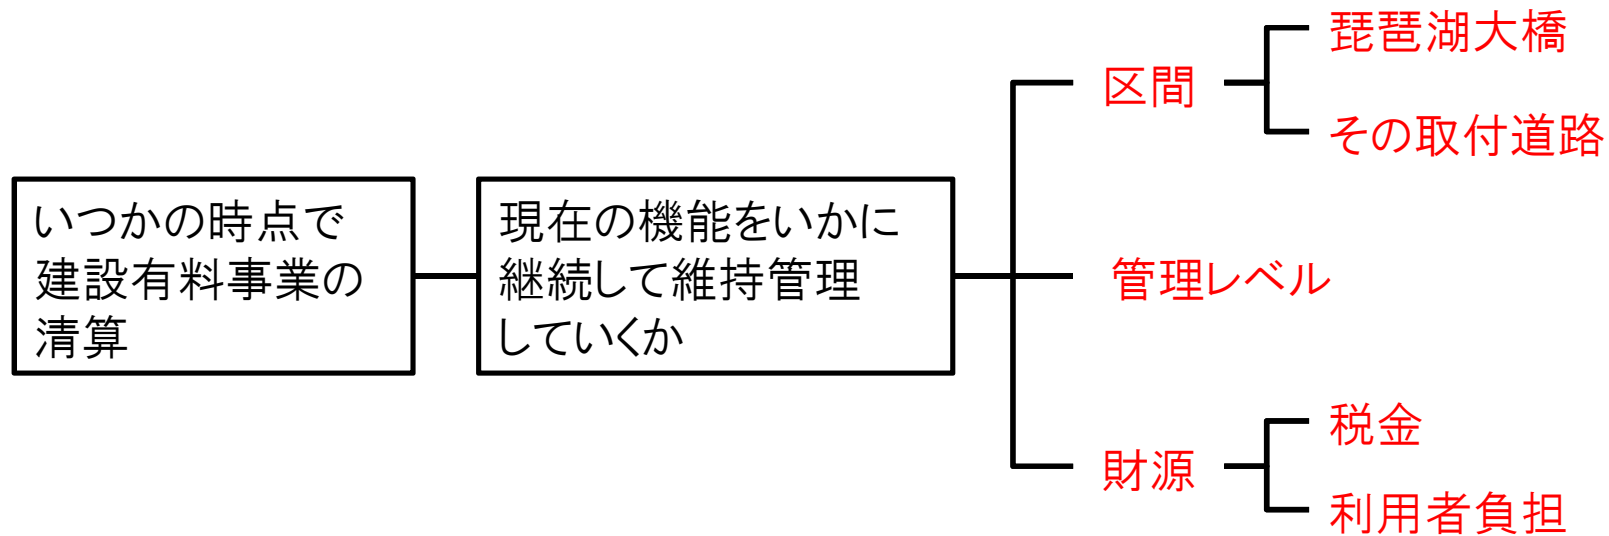 いつかの時点で
建設有料事業の
清算
現在の機能をいかに
継続して維持管理
していくか
区間
琵琶湖大橋
その取付道路
管理レベル
財源
税金
利用者負担